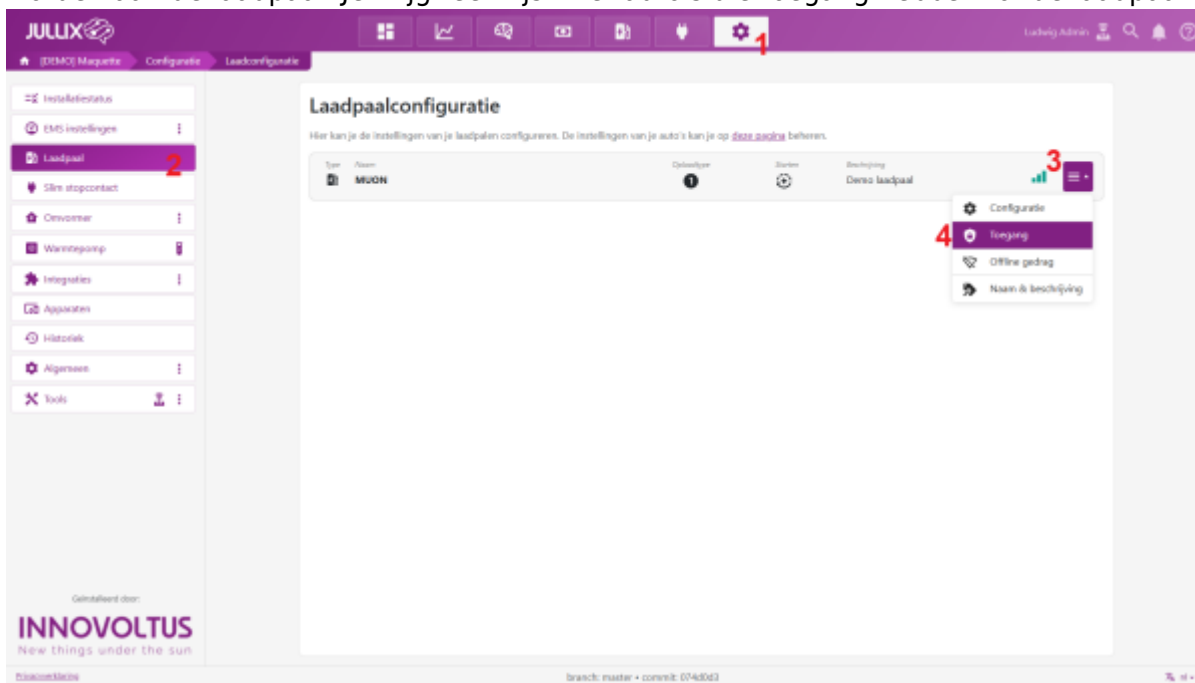 JULLUX
1
Ludwig Admin
[DEMO] Maquette
Configuratie
Laadconfiguratie
Installatiestatus
EMS instellingen
Laadpaal
2
Slim stopcontact
Omvormer
Warmtepomp
Integraties
Apparaten
Historiek
Algemeen
Tools
Laadpaalconfiguratie
Hier kan je de instellingen van je laadpalen configureren. De instellingen van je auto's kan je op deze pagina beheren.
Type Naam Oplaadtype Starten Beschrijving
MUON 1 Demo laadpaal
3
Configuratie
4 Toegang
Offline gedrag
Naam & beschrijving
Geïnstalleerd door:
INNOVOLTUS
New things under the sun
Privacyverklaring
branch: master • commit: 074d0d3
nl